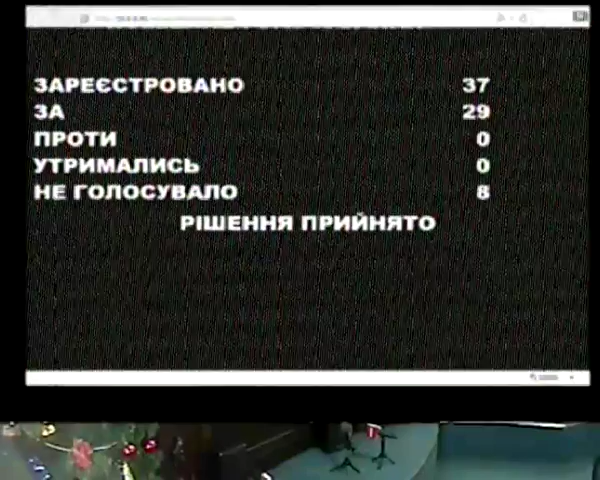 ЗАРЕЄСТРОВАНО 37
ЗА 29
ПРОТИ 0
УТРИМАЛИСЬ 0
НЕ ГОЛОСУВАЛО 8
РІШЕННЯ ПРИЙНЯТО